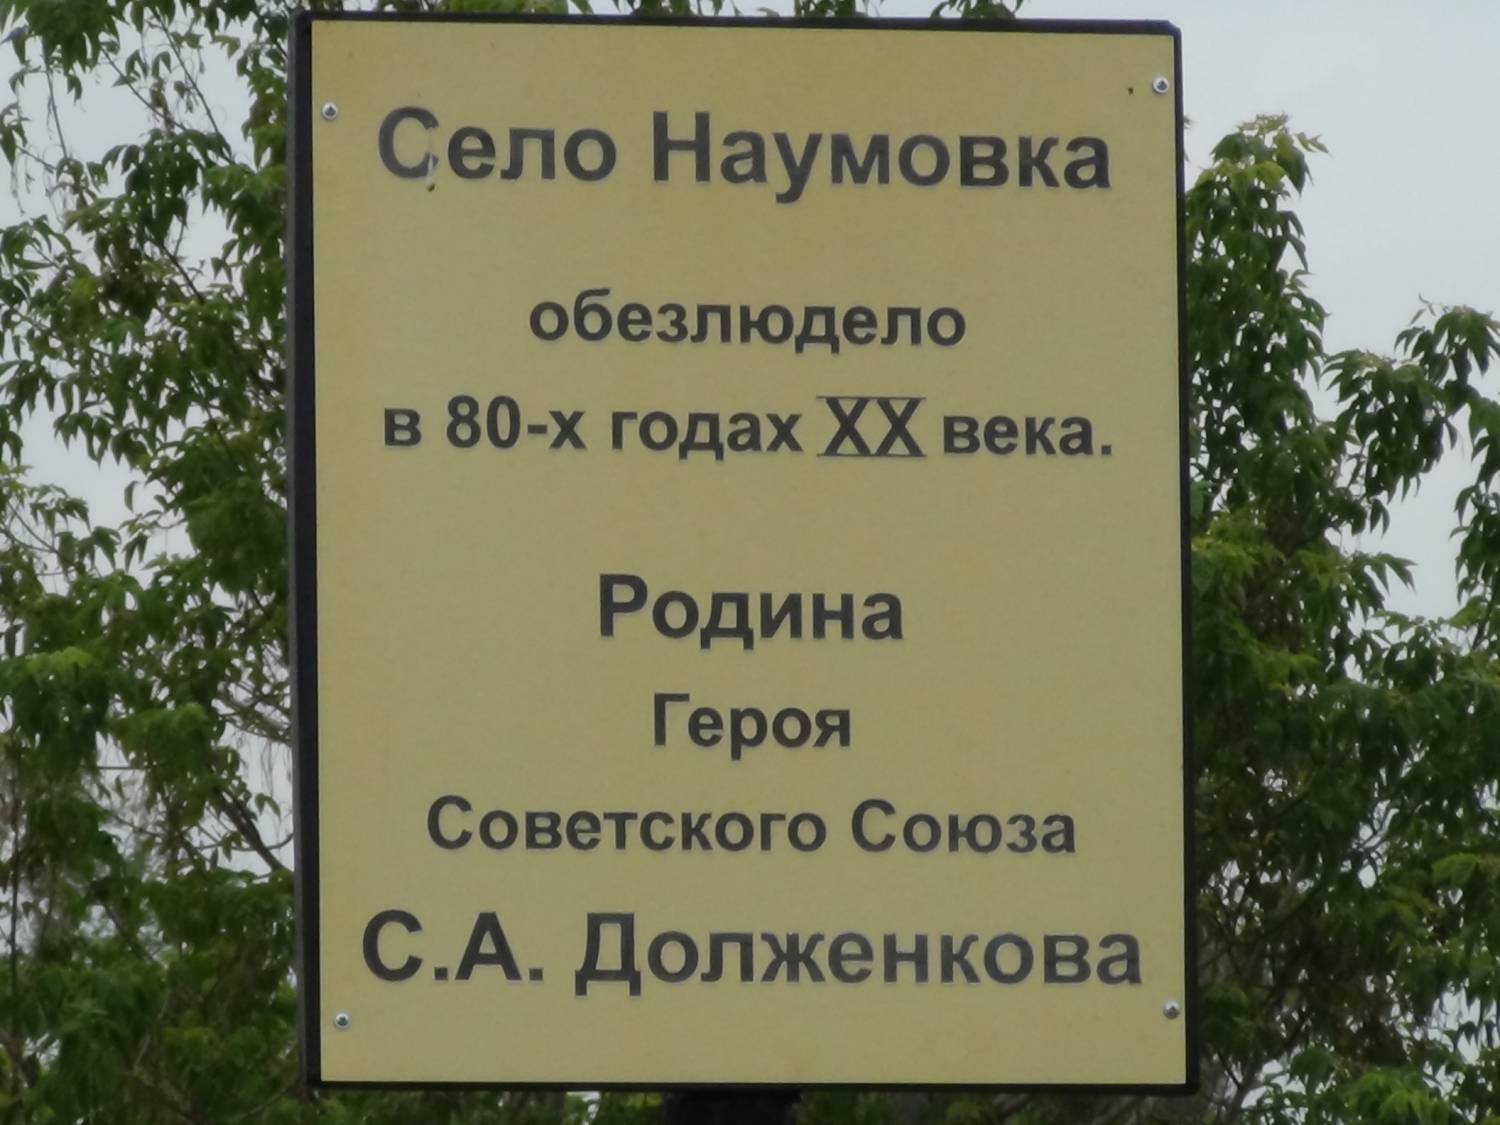 Село Наумовка
обезлюдело
в 80-х годах XX века.
Родина
Героя
Советского Союза
С.А. Долженкова